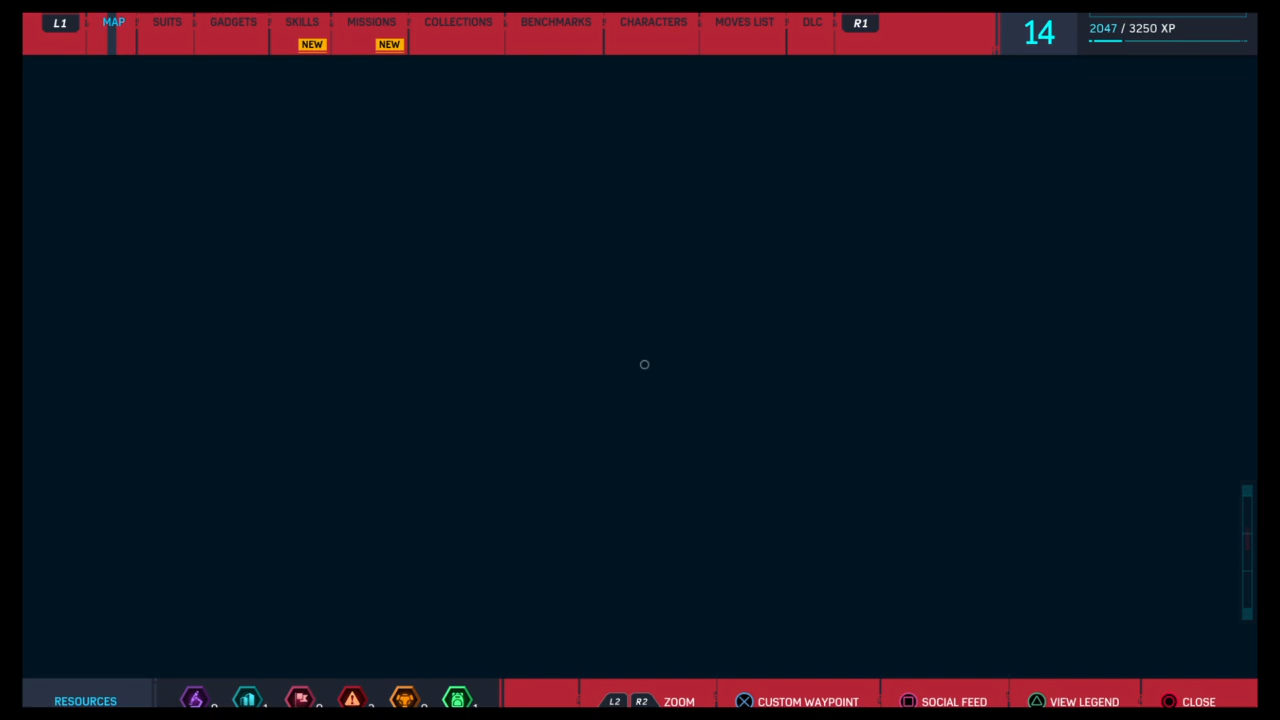 L1 MAP SUITS GADGETS SKILLS MISSIONS COLLECTIONS BENCHMARKS CHARACTERS MOVES LIST DLC R1
NEW NEW
14
2047 / 3250 XP
RESOURCES
L2 R2 ZOOM CUSTOM WAYPOINT SOCIAL FEED VIEW LEGEND CLOSE